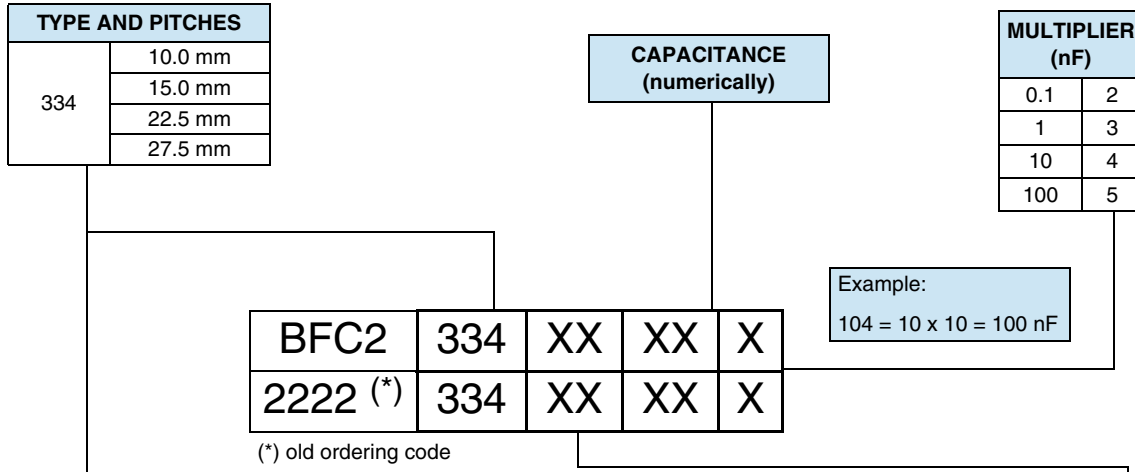 TYPE AND PITCHES
334
10.0 mm
15.0 mm
22.5 mm
27.5 mm
CAPACITANCE
(numerically)
MULTIPLIER
(nF)
0.1 2
1 3
10 4
100 5
Example:
104 = 10 x 10 = 100 nF
BFC2 334 XX XX X
2222 (*) 334 XX XX X
(*) old ordering code